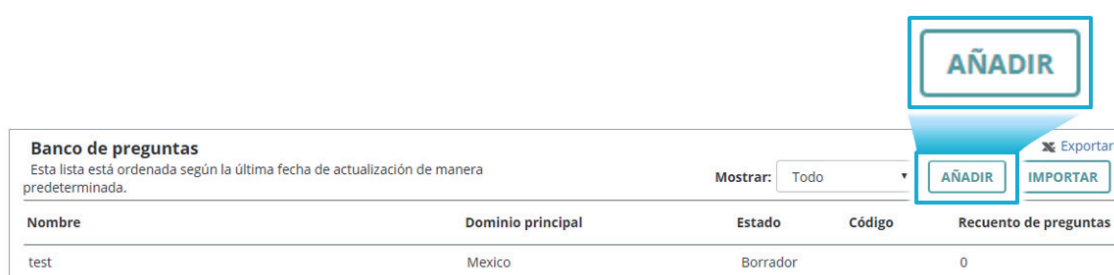 AÑADIR
Banco de preguntas
Exportar
Esta lista está ordenada según la última fecha de actualización de manera
predeterminada.
Mostrar: Todo AÑADIR IMPORTAR
Nombre Dominio principal Estado Código Recuento de preguntas
test Mexico Borrador 0